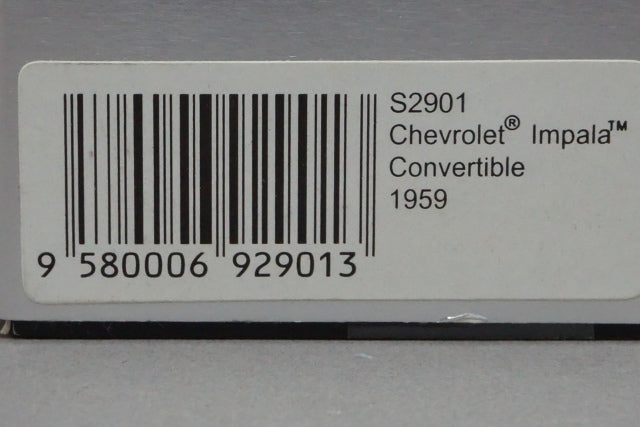 S2901
Chevrolet® Impala™
Convertible
1959
9 580006 929013